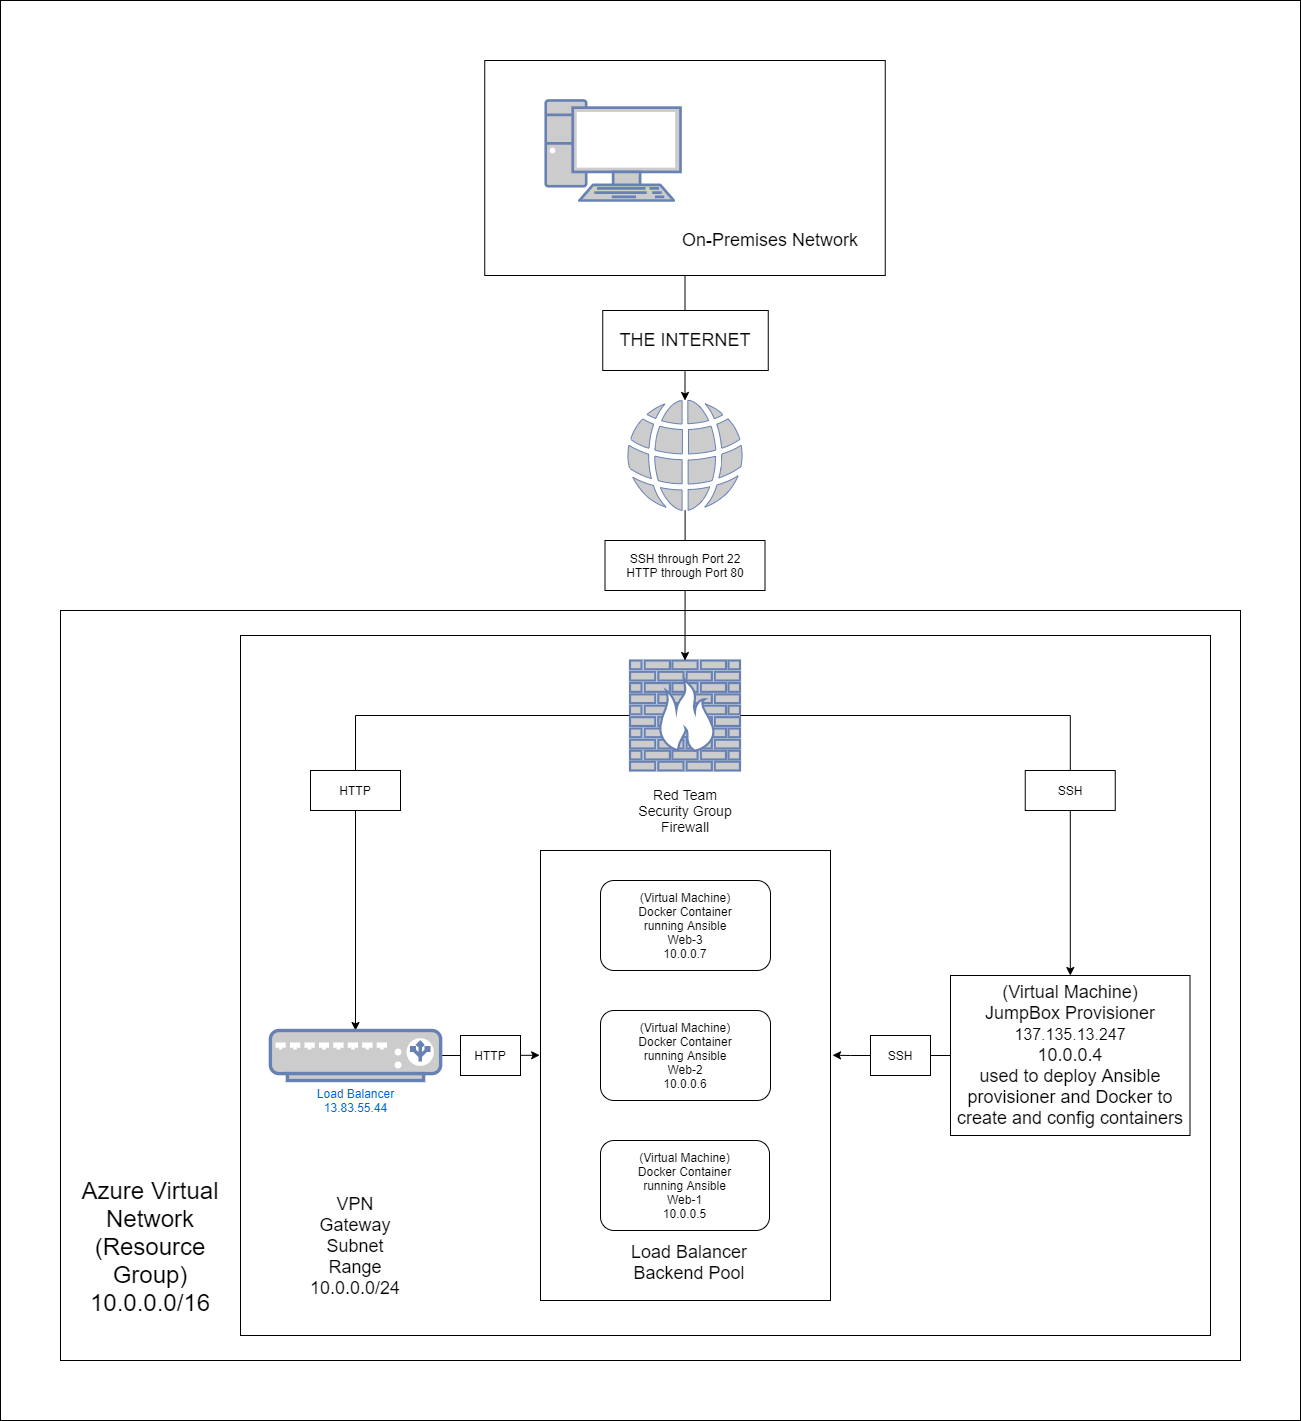 On-Premises Network
THE INTERNET
SSH through Port 22
HTTP through Port 80
HTTP
SSH
Red Team
Security Group
Firewall
(Virtual Machine)
Docker Container
running Ansible
Web-3
10.0.0.7
(Virtual Machine)
JumpBox Provisioner
137.135.13.247
10.0.0.4
used to deploy Ansible
provisioner and Docker to
create and config containers
(Virtual Machine)
Docker Container
running Ansible
Web-2
10.0.0.6
HTTP
SSH
Load Balancer
13.83.55.44
(Virtual Machine)
Docker Container
running Ansible
Web-1
10.0.0.5
Azure Virtual
Network
(Resource
Group)
10.0.0.0/16
VPN
Gateway
Subnet
Range
10.0.0.0/24
Load Balancer
Backend Pool